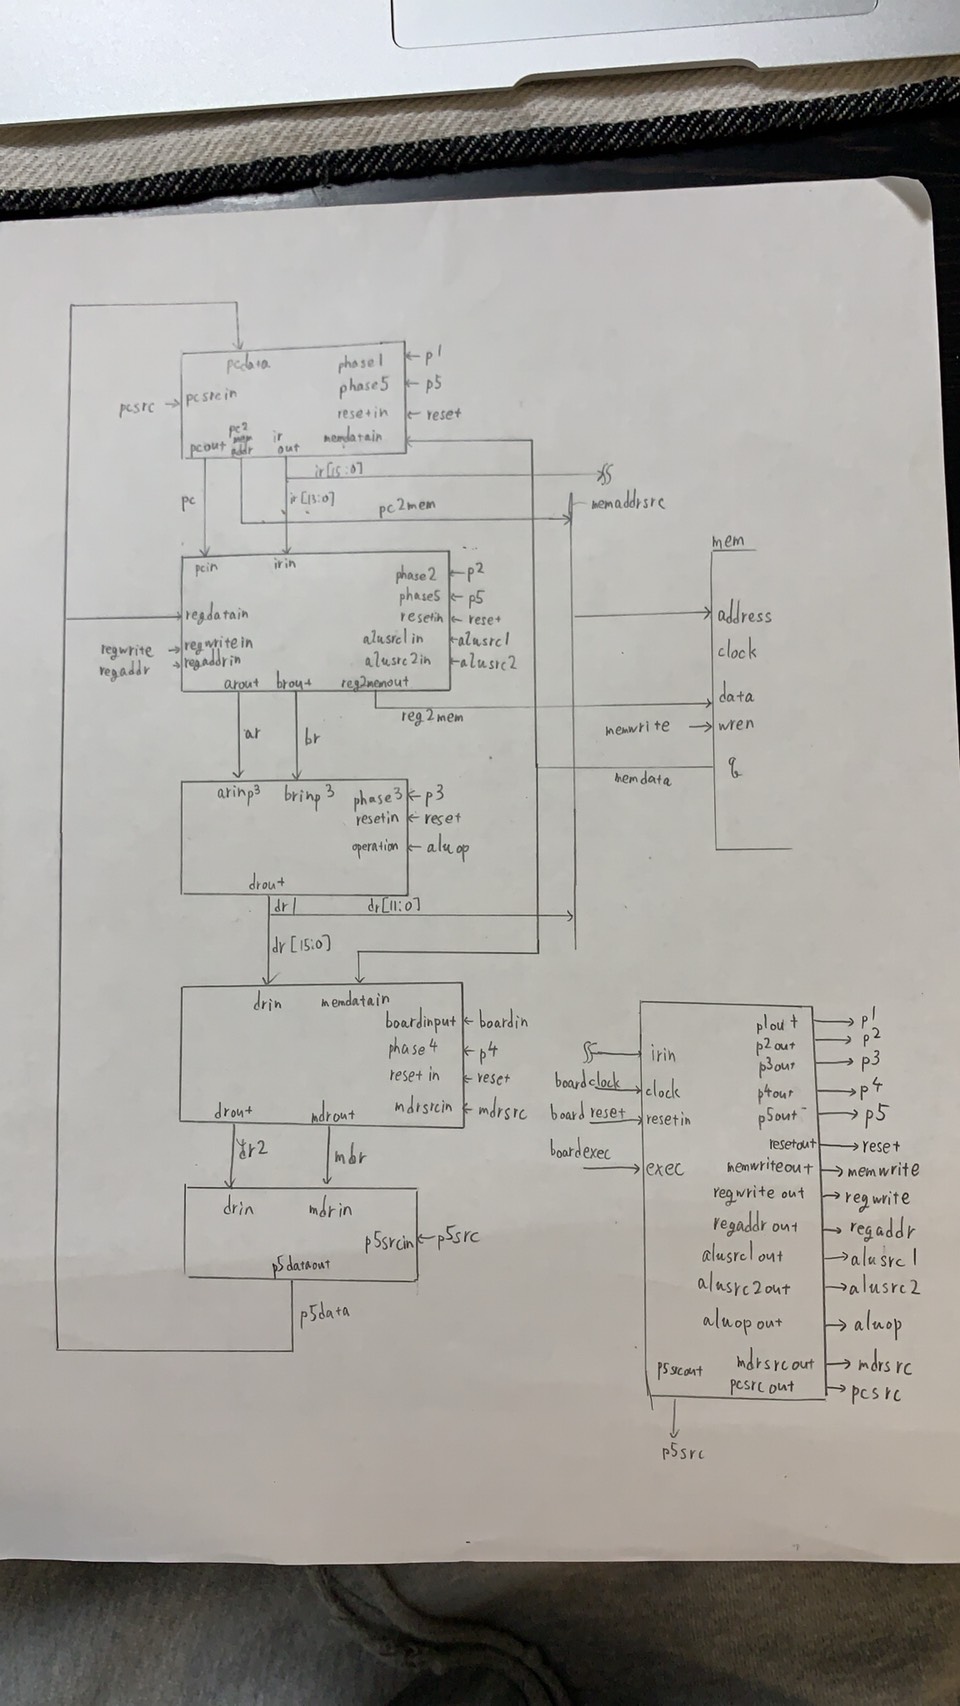 pcdata
phase1
p1
phase5
p5
pcsrc
pcsrcin
resetin
reset
pcout
pc2
mem
addr
ir
out
memdatain
ir[15:0]
pc
ir[13:0]
pc2mem
memaddrsrc
mem
pcin
irin
phase2
p2
phase5
p5
regdatain
resetin
reset
address
regwrite
regwritein
alusrc1in
alusrc1
clock
regaddr
regaddrin
alusrc2in
alusrc2
arout
brout
reg2memout
data
reg2mem
memwrite
wren
ar
br
q
memdata
arinp3
brinp3
phase3
p3
resetin
reset
operation
aluop
drout
dr1
dr[11:0]
dr[15:0]
drin
memdatain
boardinput
boardin
phase4
p4
reset in
reset
mdrsrcin
mdrsrc
drout
mdrout
dr2
mbr
drin
mdrin
p5srcin
p5src
p5dataout
p5data
p1out
p1
irin
p2out
p2
p3out
p3
boardclock
clock
p4out
p4
board reset
resetin
p5out
p5
resetout
reset
boardexec
exec
memwriteout
memwrite
regwrite out
regwrite
regaddr out
regaddr
alusrc1out
alusrc1
alusrc2out
alusrc2
aluop out
aluop
p5srcout
mdrsrcout
mdrsrc
pcsrc out
pcsrc
p5src